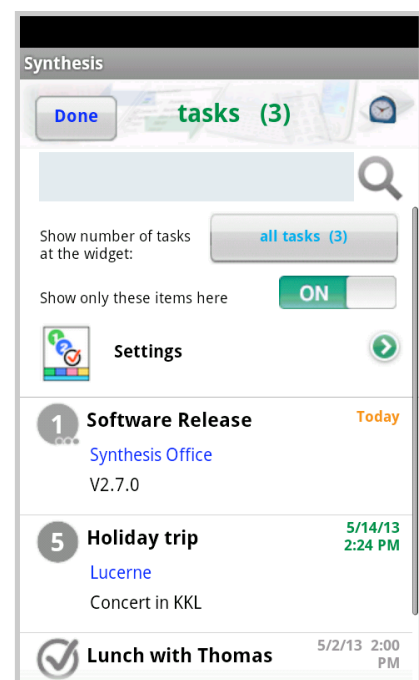 Synthesis
Done
tasks (3)
Show number of tasks
at the widget:
all tasks (3)
Show only these items here
ON
Settings
1
Software Release
Today
Synthesis Office
V2.7.0
5
Holiday trip
5/14/13
2:24 PM
Lucerne
Concert in KKL
Lunch with Thomas
5/2/13 2:00
PM